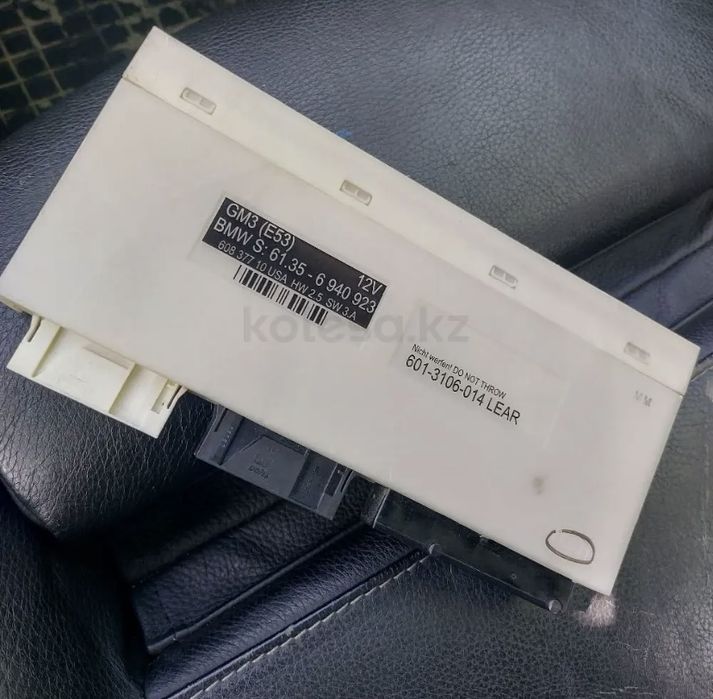 GM3 (E53) 12V
BMW S: 61.35 - 6 940 923
608 377 10 USA HW 2.5 SW 3.A
kolesa.kz
Nicht werfen! DO NOT THROW
601-3106-014 LEAR